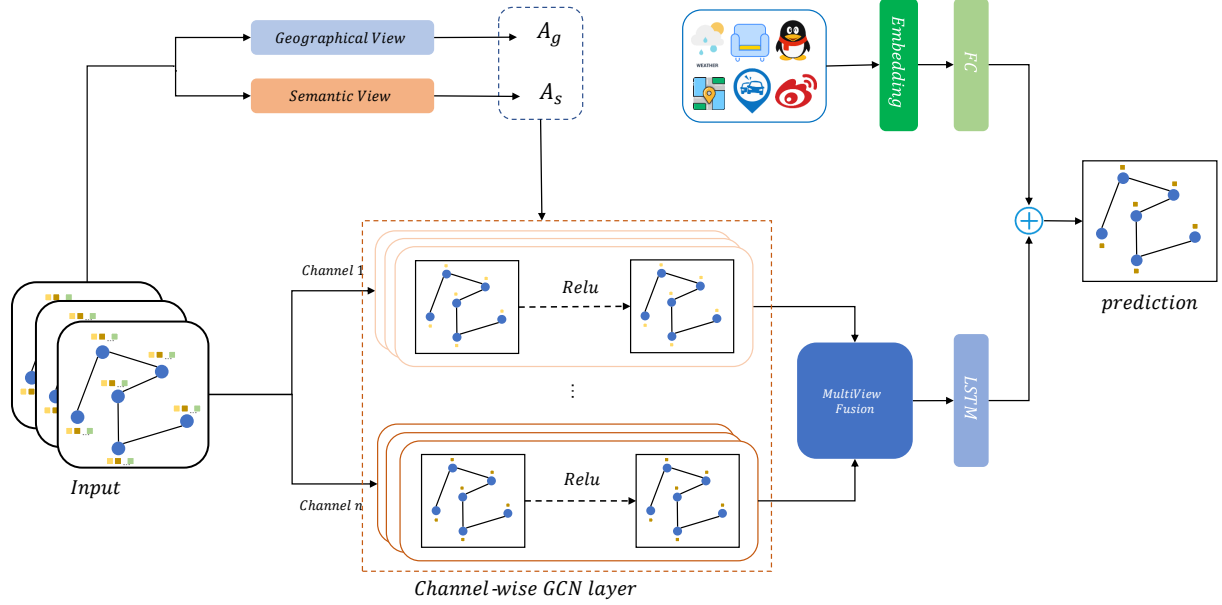 Geographical View
A_g
Semantic View
A_s
WEATHER
Embedding
FC
prediction
Channel 1
Relu
⋮
MultiView
Fusion
LSTM
Input
Channel n
Relu
Channel-wise GCN layer